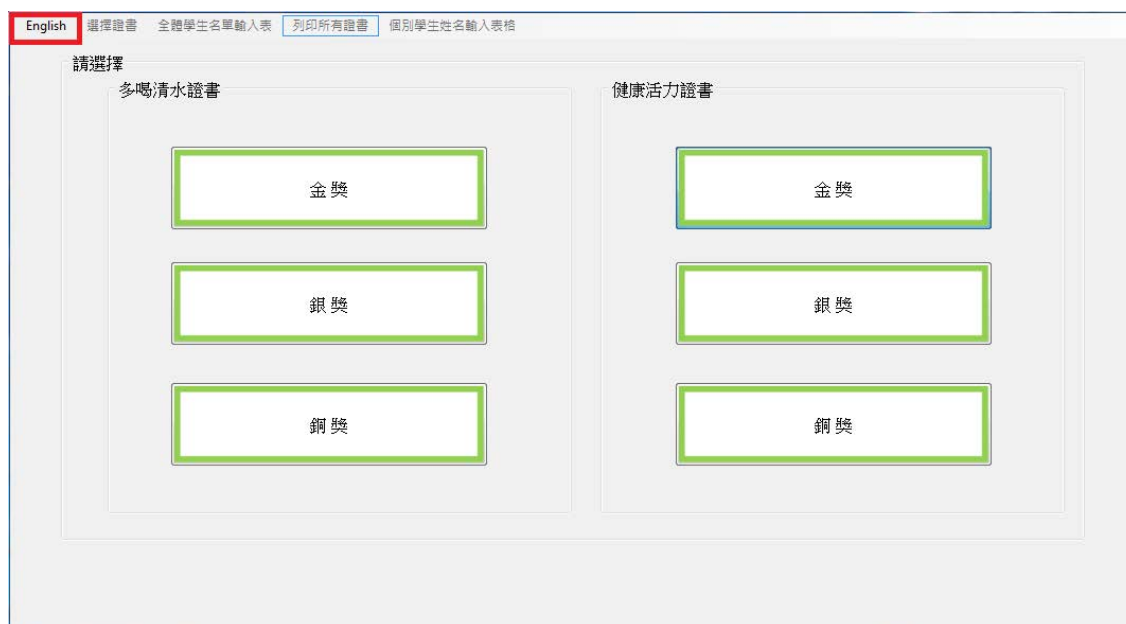 English 選擇證書 全體學生名單輸入表 列印所有證書 個別學生姓名輸入表格
請選擇
多喝清水證書 健康活力證書
金獎 金獎
銀獎 銀獎
銅獎 銅獎